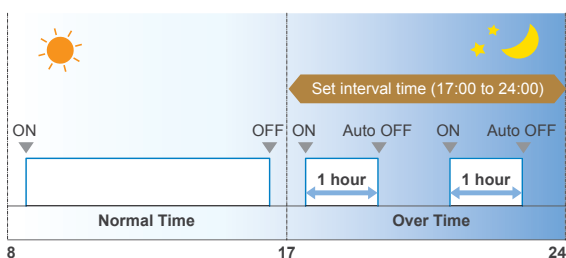 Set interval time (17:00 to 24:00)
ON OFF ON Auto OFF ON Auto OFF
1 hour 1 hour
Normal Time Over Time
8 17 24